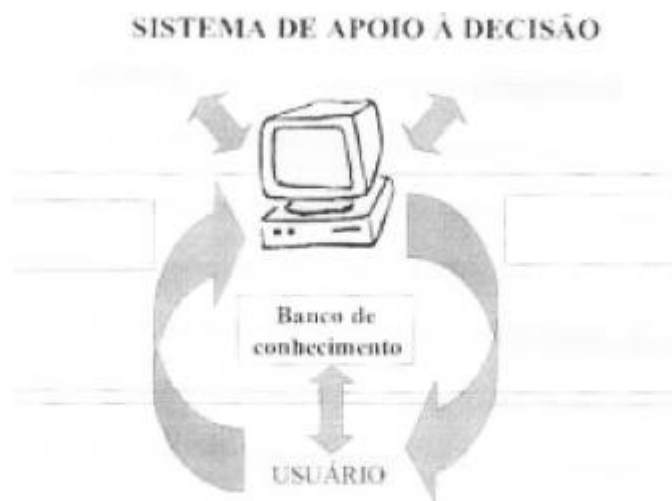 SISTEMA DE APOIO À DECISÃO
Banco de
conhecimento
USUÁRIO